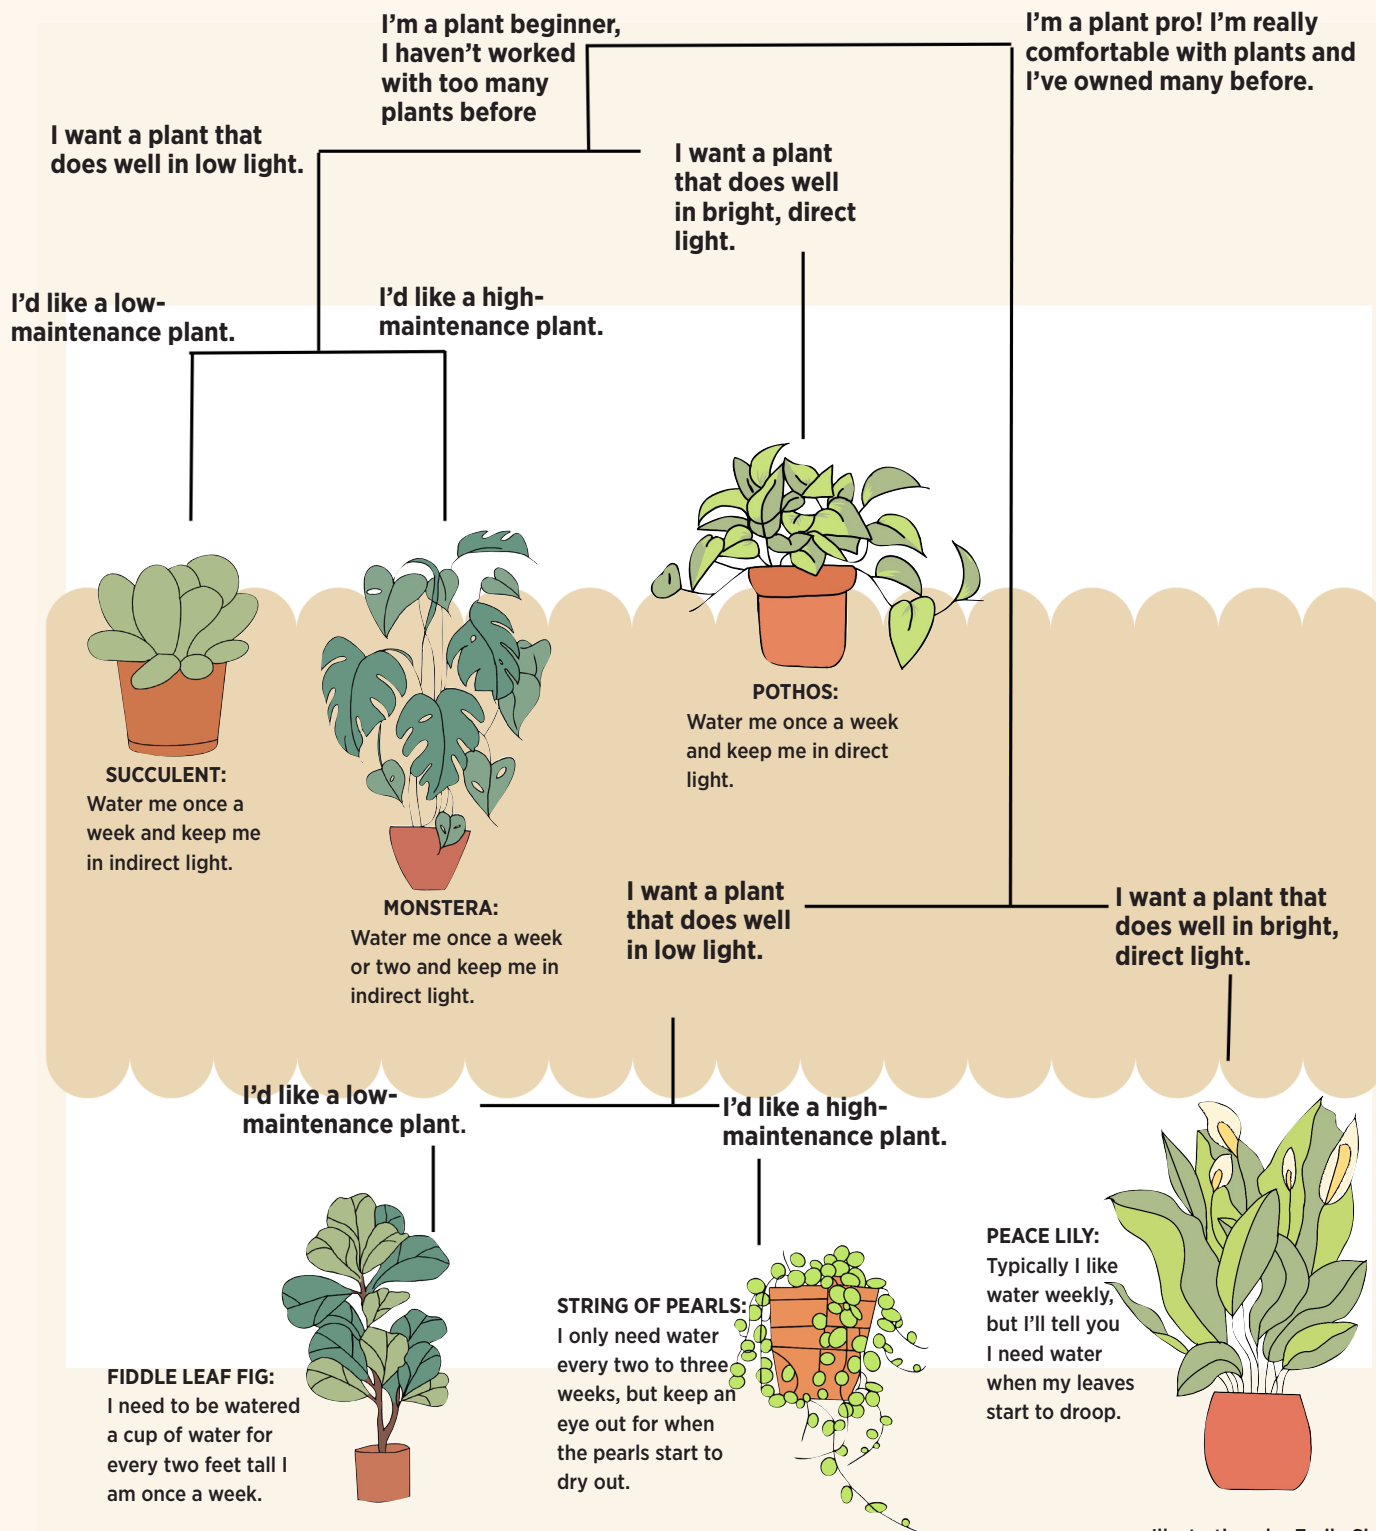 I'm a plant beginner,
I haven't worked
with too many
plants before
I'm a plant pro! I'm really
comfortable with plants and
I've owned many before.
I want a plant that
does well in low light.
I want a plant
that does well
in bright, direct
light.
I'd like a low-
maintenance plant.
I'd like a high-
maintenance plant.
POTHOS:
Water me once a week
and keep me in direct
light.
SUCCULENT:
Water me once a
week and keep me
in indirect light.
MONSTERA:
Water me once a week
or two and keep me in
indirect light.
I want a plant
that does well
in low light.
I want a plant that
does well in bright,
direct light.
I'd like a low-
maintenance plant.
I'd like a high-
maintenance plant.
PEACE LILY:
Typically I like
water weekly,
but I'll tell you
I need water
when my leaves
start to droop.
STRING OF PEARLS:
I only need water
every two to three
weeks, but keep an
eye out for when
the pearls start to
dry out.
FIDDLE LEAF FIG:
I need to be watered
a cup of water for
every two feet tall I
am once a week.